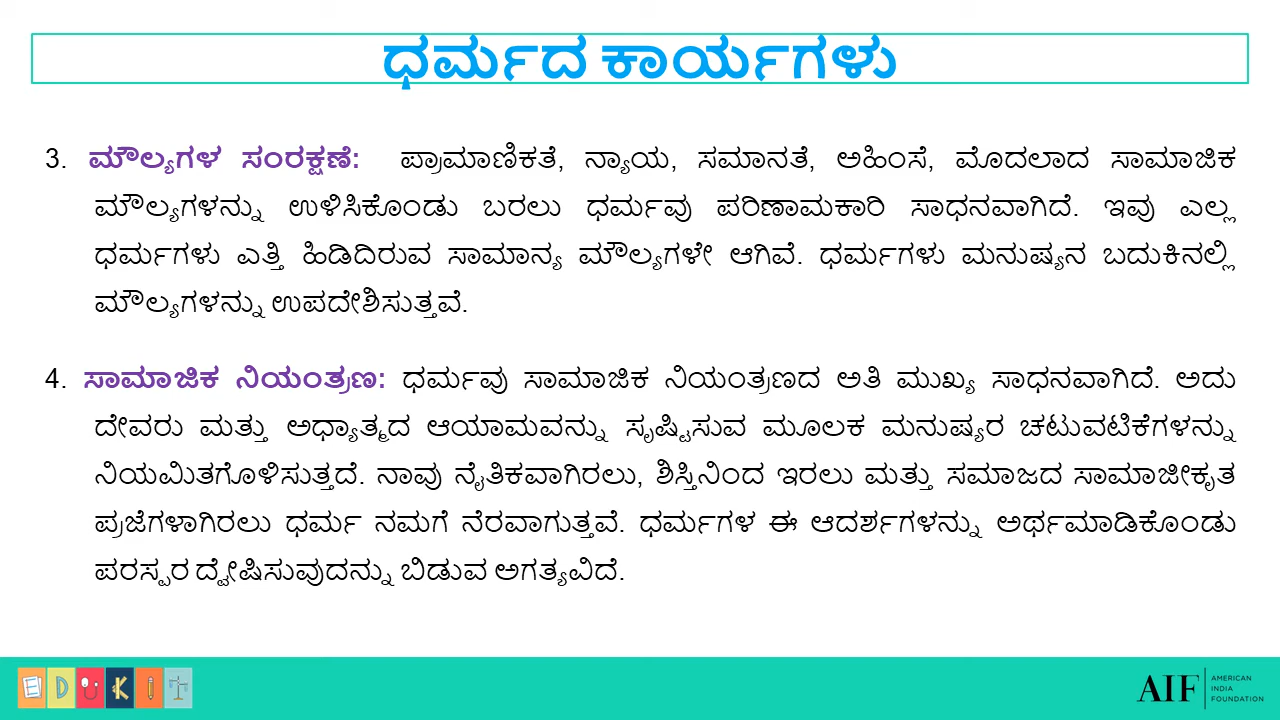 ಧರ್ಮದ ಕಾರ್ಯಗಳು
3. ಮೌಲ್ಯಗಳ ಸಂರಕ್ಷಣೆ: ಪ್ರಾಮಾಣಿಕತೆ, ನ್ಯಾಯ, ಸಮಾನತೆ, ಅಹಿಂಸೆ, ಮೊದಲಾದ ಸಾಮಾಜಿಕ
ಮೌಲ್ಯಗಳನ್ನು ಉಳಿಸಿಕೊಂಡು ಬರಲು ಧರ್ಮವು ಪರಿಣಾಮಕಾರಿ ಸಾಧನವಾಗಿದೆ. ಇವು ಎಲ್ಲ
ಧರ್ಮಗಳು ಎತ್ತಿ ಹಿಡಿದಿರುವ ಸಾಮಾನ್ಯ ಮೌಲ್ಯಗಳೇ ಆಗಿವೆ. ಧರ್ಮಗಳು ಮನುಷ್ಯನ ಬದುಕಿನಲ್ಲಿ
ಮೌಲ್ಯಗಳನ್ನು ಉಪದೇಶಿಸುತ್ತವೆ.
4. ಸಾಮಾಜಿಕ ನಿಯಂತ್ರಣ: ಧರ್ಮವು ಸಾಮಾಜಿಕ ನಿಯಂತ್ರಣದ ಅತಿ ಮುಖ್ಯ ಸಾಧನವಾಗಿದೆ. ಅದು
ದೇವರು ಮತ್ತು ಅಧ್ಯಾತ್ಮದ ಆಯಾಮವನ್ನು ಸೃಷ್ಟಿಸುವ ಮೂಲಕ ಮನುಷ್ಯರ ಚಟುವಟಿಕೆಗಳನ್ನು
ನಿಯಮಿತಗೊಳಿಸುತ್ತದೆ. ನಾವು ನೈತಿಕವಾಗಿರಲು, ಶಿಸ್ತಿನಿಂದ ಇರಲು ಮತ್ತು ಸಮಾಜದ ಸಾಮಾಜೀಕೃತ
ಪ್ರಜೆಗಳಾಗಿರಲು ಧರ್ಮ ನಮಗೆ ನೆರವಾಗುತ್ತವೆ. ಧರ್ಮಗಳ ಈ ಆದರ್ಶಗಳನ್ನು ಅರ್ಥಮಾಡಿಕೊಂಡು
ಪರಸ್ಪರ ದ್ವೇಷಿಸುವುದನ್ನು ಬಿಡುವ ಅಗತ್ಯವಿದೆ.
EDUKIT
AIF AMERICAN
INDIA
FOUNDATION